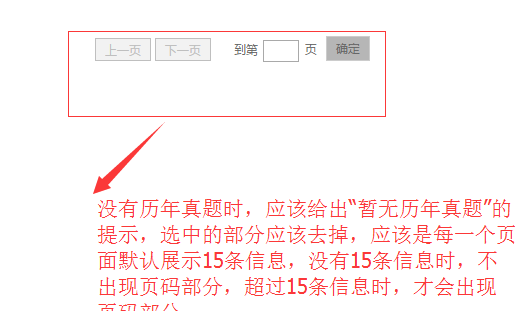 上一页 下一页 到第 页 确定
没有历年真题时，应该给出“暂无历年真题”的
提示，选中的部分应该去掉，应该是每一个页
面默认展示15条信息，没有15条信息时，不
出现页码部分，超过15条信息时，才会出现
页码部分